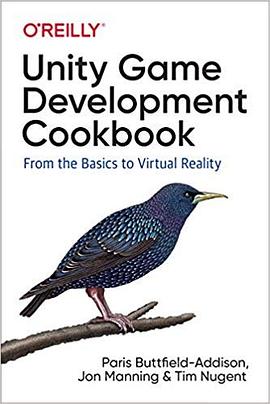 O'REILLY®
Unity Game
Development
Cookbook
From the Basics to Virtual Reality
Paris Buttfield-Addison,
Jon Manning & Tim Nugent